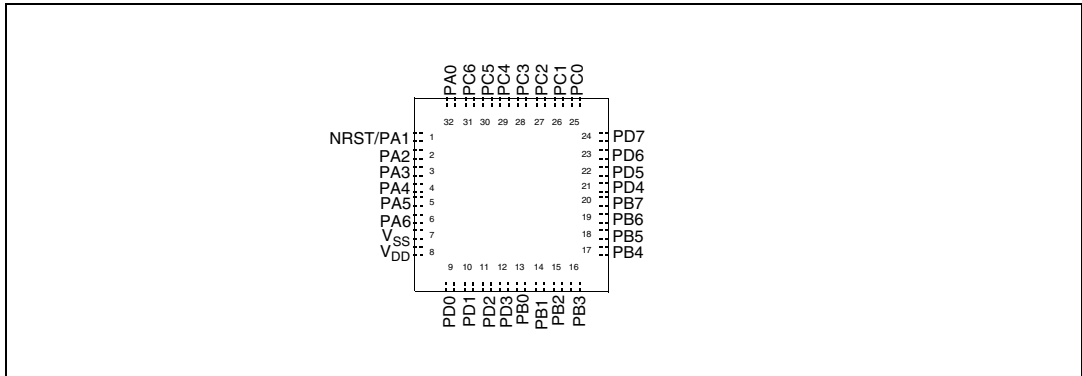 PA0 PC6 PC5 PC4 PC3 PC2 PC1 PC0
32 31 30 29 28 27 26 25
NRST/PA1 1 24 PD7
PA2 2 23 PD6
PA3 3 22 PD5
PA4 4 21 PD4
PA5 5 20 PB7
PA6 6 19 PB6
VSS 7 18 PB5
VDD 8 17 PB4
9 10 11 12 13 14 15 16
PD0 PD1 PD2 PD3 PB0 PB1 PB2 PB3